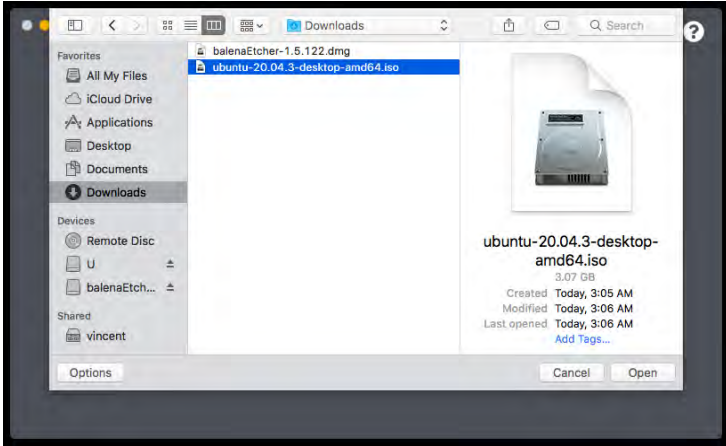 Downloads
Search
?
Favorites
All My Files
iCloud Drive
Applications
Desktop
Documents
Downloads
Devices
Remote Disc
U
balenaEtch...
Shared
vincent
balenaEtcher-1.5.122.dmg
ubuntu-20.04.3-desktop-amd64.iso
ubuntu-20.04.3-desktop-
amd64.iso
3.07 GB
Created Today, 3:05 AM
Modified Today, 3:06 AM
Last opened Today, 3:06 AM
Add Tags...
Options
Cancel
Open